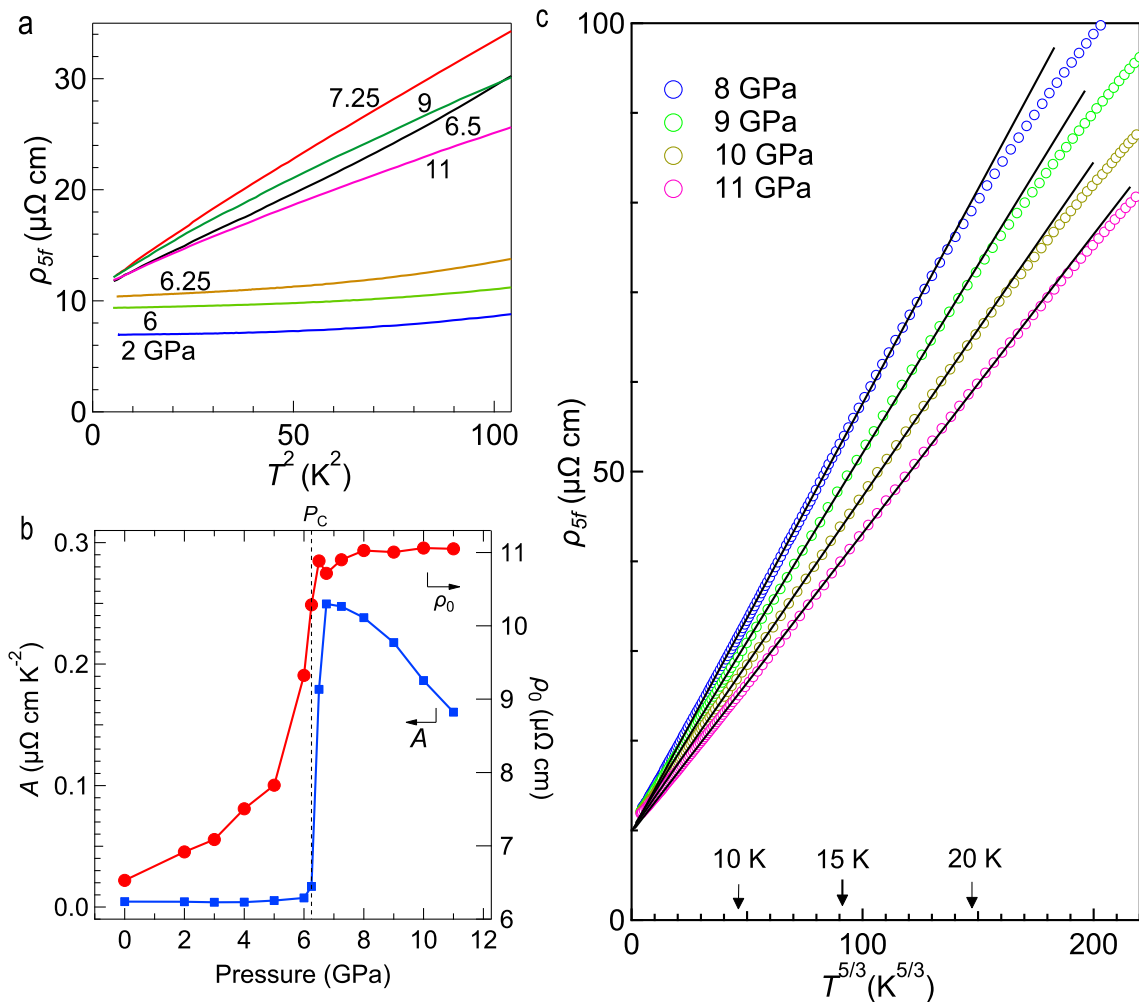 a
ρ5f (μΩ cm)
30
20
10
0
7.25
9
6.5
11
6.25
6
2 GPa
0
50
100
T2 (K2)
b
PC
A (μΩ cm K-2)
0.3
0.2
0.1
0.0
ρ0
A
11
10
9
8
7
6
ρ0 (μΩ cm)
0
2
4
6
8
10
12
Pressure (GPa)
c
ρ5f (μΩ cm)
100
50
0
8 GPa
9 GPa
10 GPa
11 GPa
10 K
15 K
20 K
0
100
200
T5/3(K5/3)